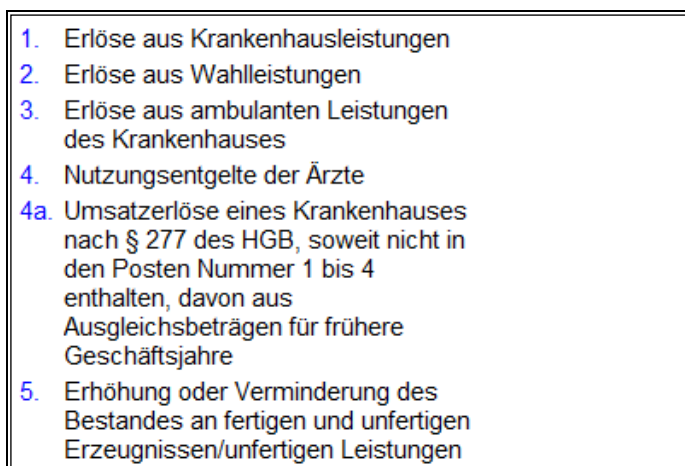 1. Erlöse aus Krankenhausleistungen
2. Erlöse aus Wahlleistungen
3. Erlöse aus ambulanten Leistungen
des Krankenhauses
4. Nutzungsentgelte der Ärzte
4a. Umsatzerlöse eines Krankenhauses
nach § 277 des HGB, soweit nicht in
den Posten Nummer 1 bis 4
enthalten, davon aus
Ausgleichsbeträgen für frühere
Geschäftsjahre
5. Erhöhung oder Verminderung des
Bestandes an fertigen und unfertigen
Erzeugnissen/unfertigen Leistungen